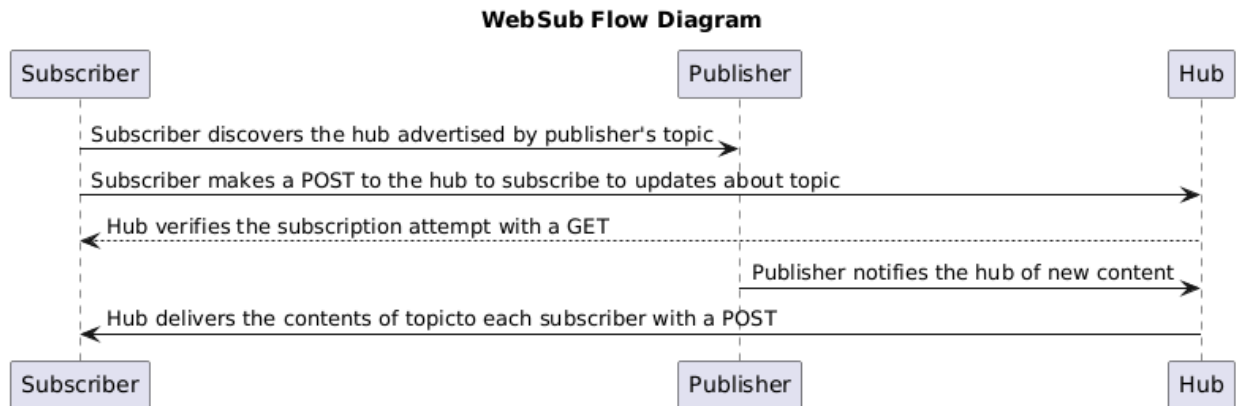 WebSub Flow Diagram
Subscriber Publisher Hub
Subscriber discovers the hub advertised by publisher's topic
Subscriber makes a POST to the hub to subscribe to updates about topic
Hub verifies the subscription attempt with a GET
Publisher notifies the hub of new content
Hub delivers the contents of topicto each subscriber with a POST
Subscriber Publisher Hub